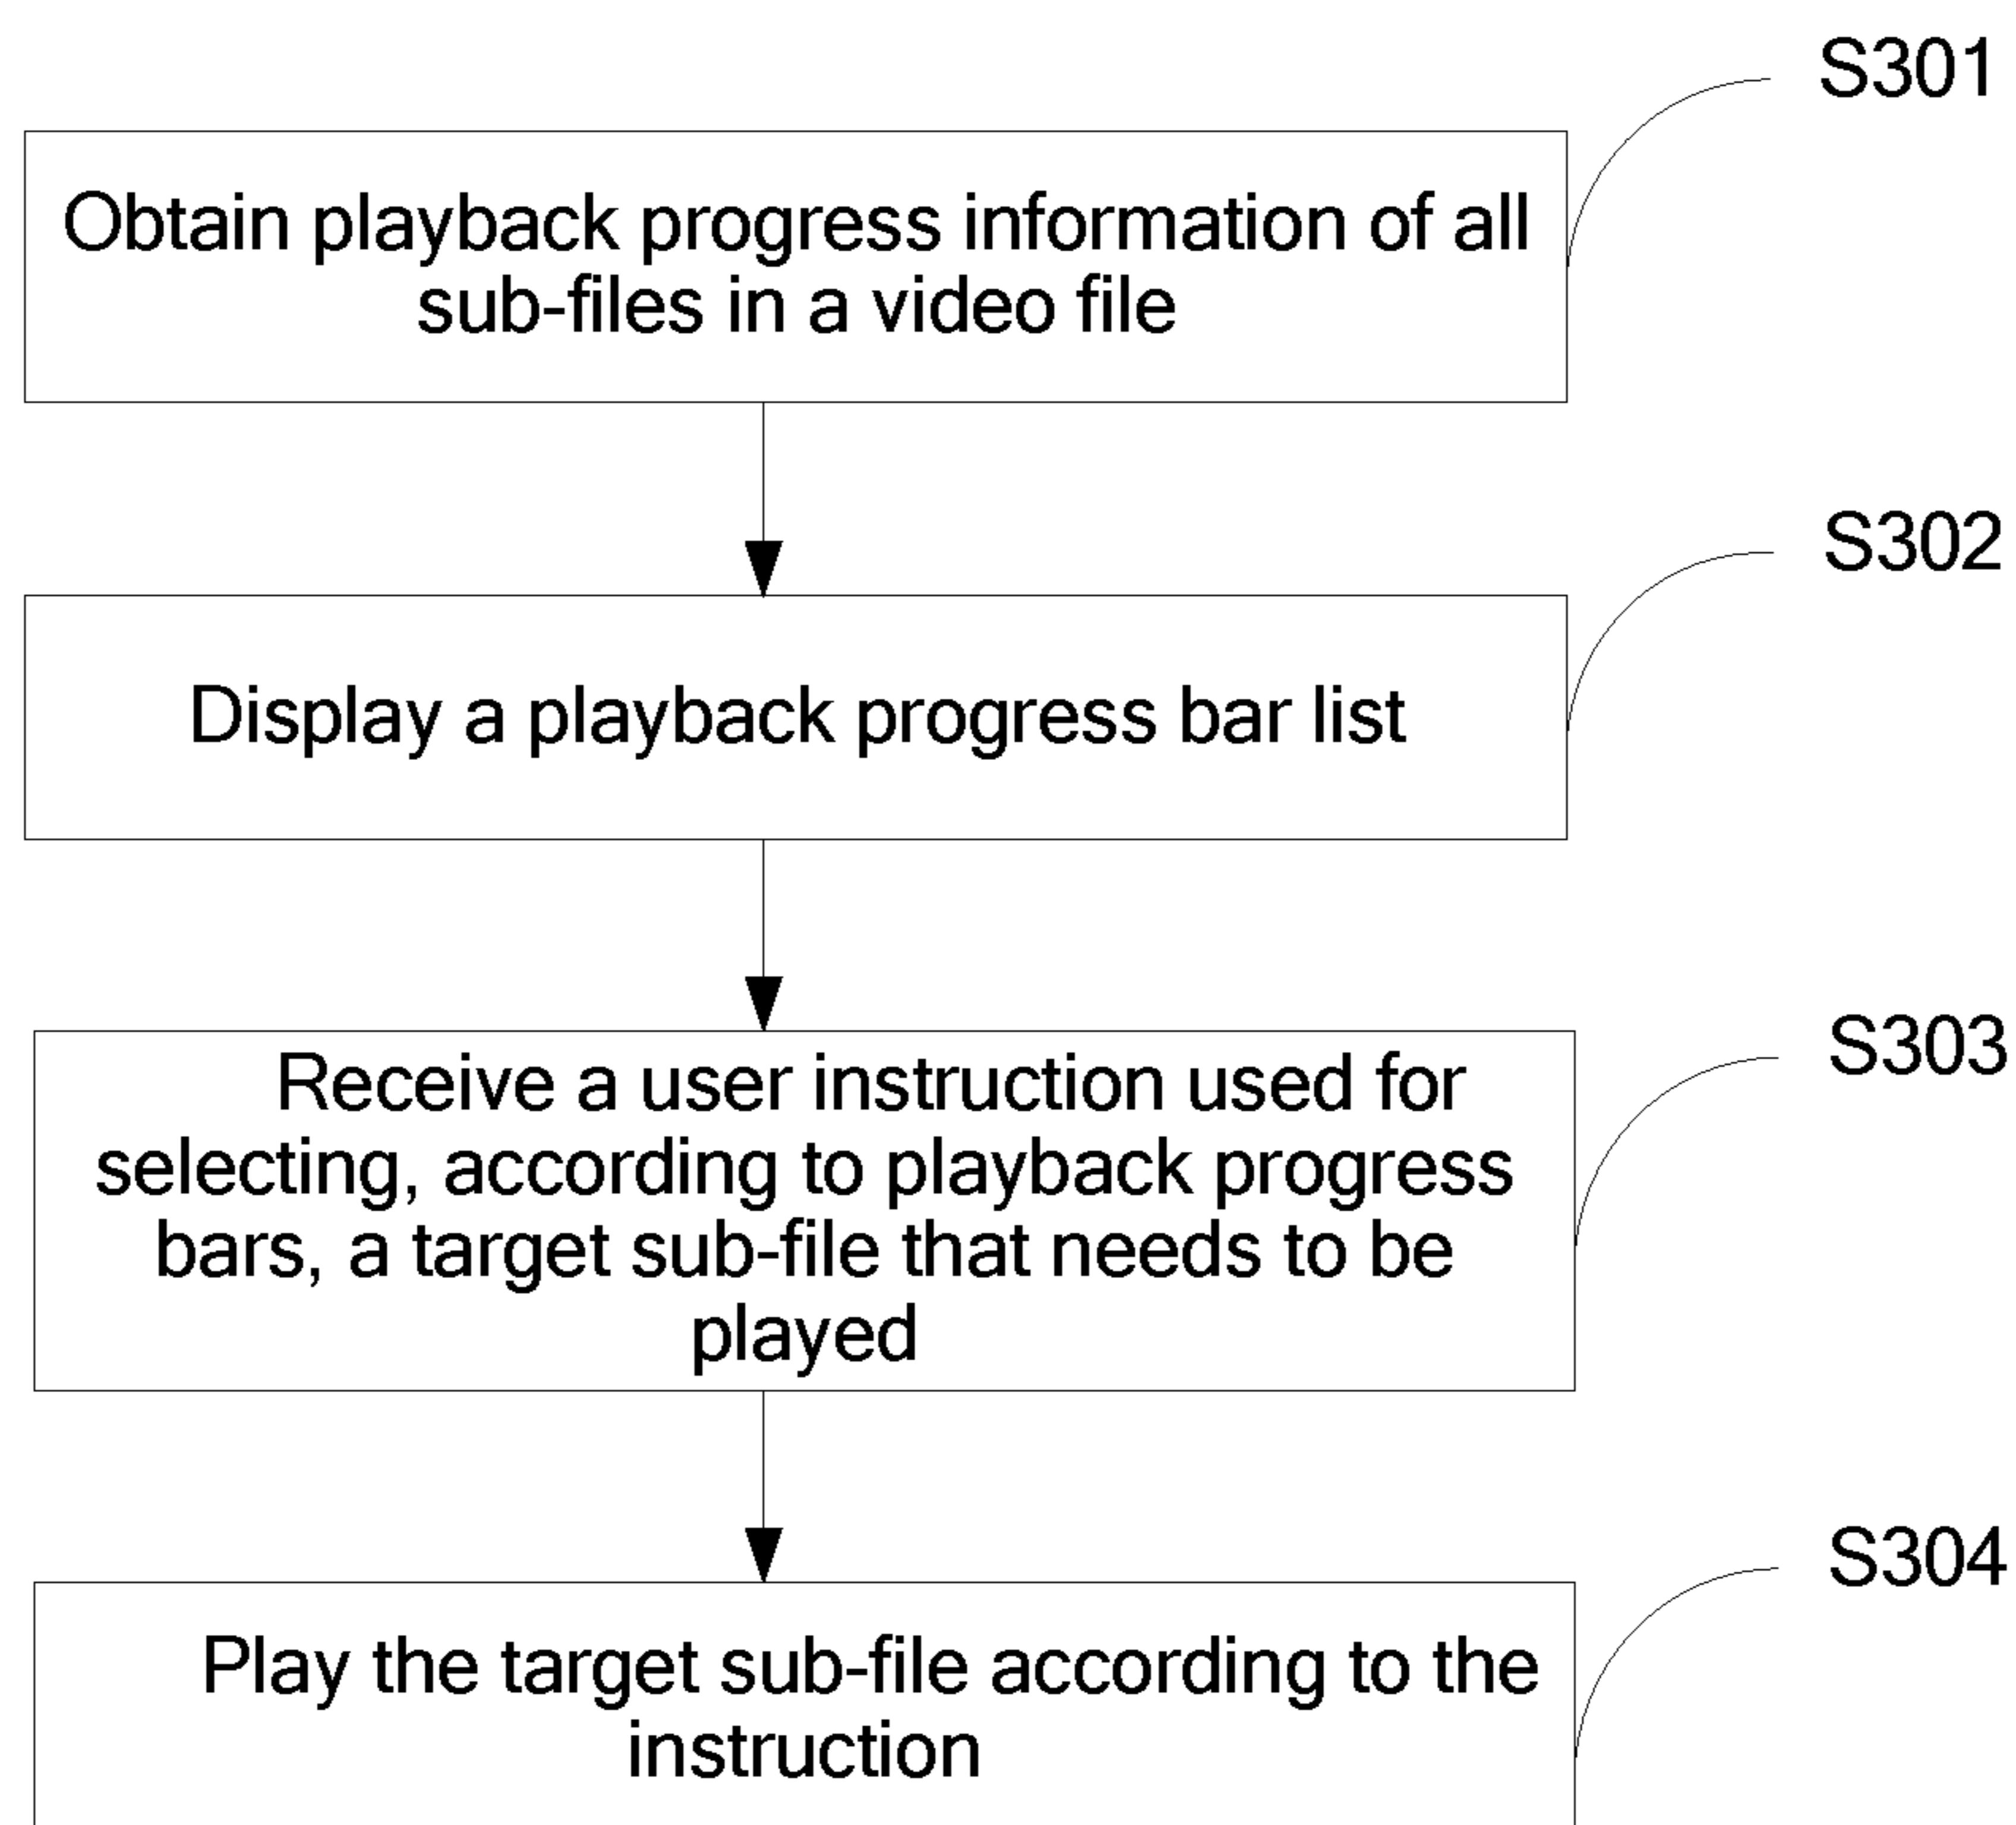 S301
Obtain playback progress information of all
sub-files in a video file
S302
Display a playback progress bar list
S303
Receive a user instruction used for
selecting, according to playback progress
bars, a target sub-file that needs to be
played
S304
Play the target sub-file according to the
instruction